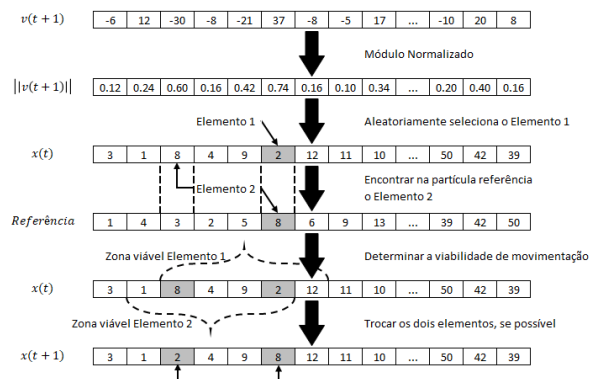 v(t + 1) -6 12 -30 -8 -21 37 -8 -5 17 ... -10 20 8
Módulo Normalizado
||v(t + 1)|| 0.12 0.24 0.60 0.16 0.42 0.74 0.16 0.10 0.34 ... 0.20 0.40 0.16
Elemento 1
Aleatoriamente seleciona o Elemento 1
x(t) 3 1 8 4 9 2 12 11 10 ... 50 42 39
Elemento 2
Encontrar na partícula referência
o Elemento 2
Referência 1 4 3 2 5 8 6 9 13 ... 39 42 50
Zona viável Elemento 1
Determinar a viabilidade de movimentação
x(t) 3 1 8 4 9 2 12 11 10 ... 50 42 39
Zona viável Elemento 2
Trocar os dois elementos, se possível
x(t + 1) 3 1 2 4 9 8 12 11 10 ... 50 42 39